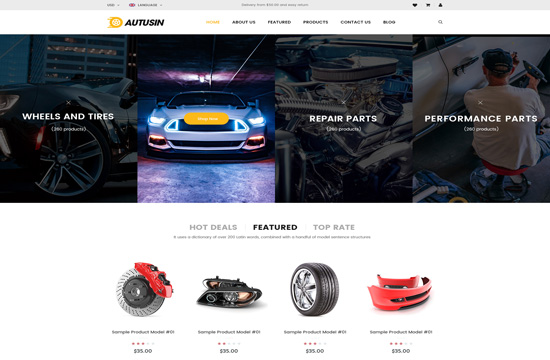 USD LANGUAGE Delivery from $30.00 and easy return
AUTUSIN HOME ABOUT US FEATURED PRODUCTS CONTACT US BLOG
WHEELS AND TIRES
(260 products)
Shop Now
REPAIR PARTS
(260 products)
PERFORMANCE PARTS
(260 products)
HOT DEALS FEATURED TOP RATE
It uses a dictionary of over 200 Latin words, combined with a handful of model sentence structures
Sample Product Model #01 Sample Product Model #01 Sample Product Model #01 Sample Product Model #01
$35.00 $35.00 $35.00 $35.00